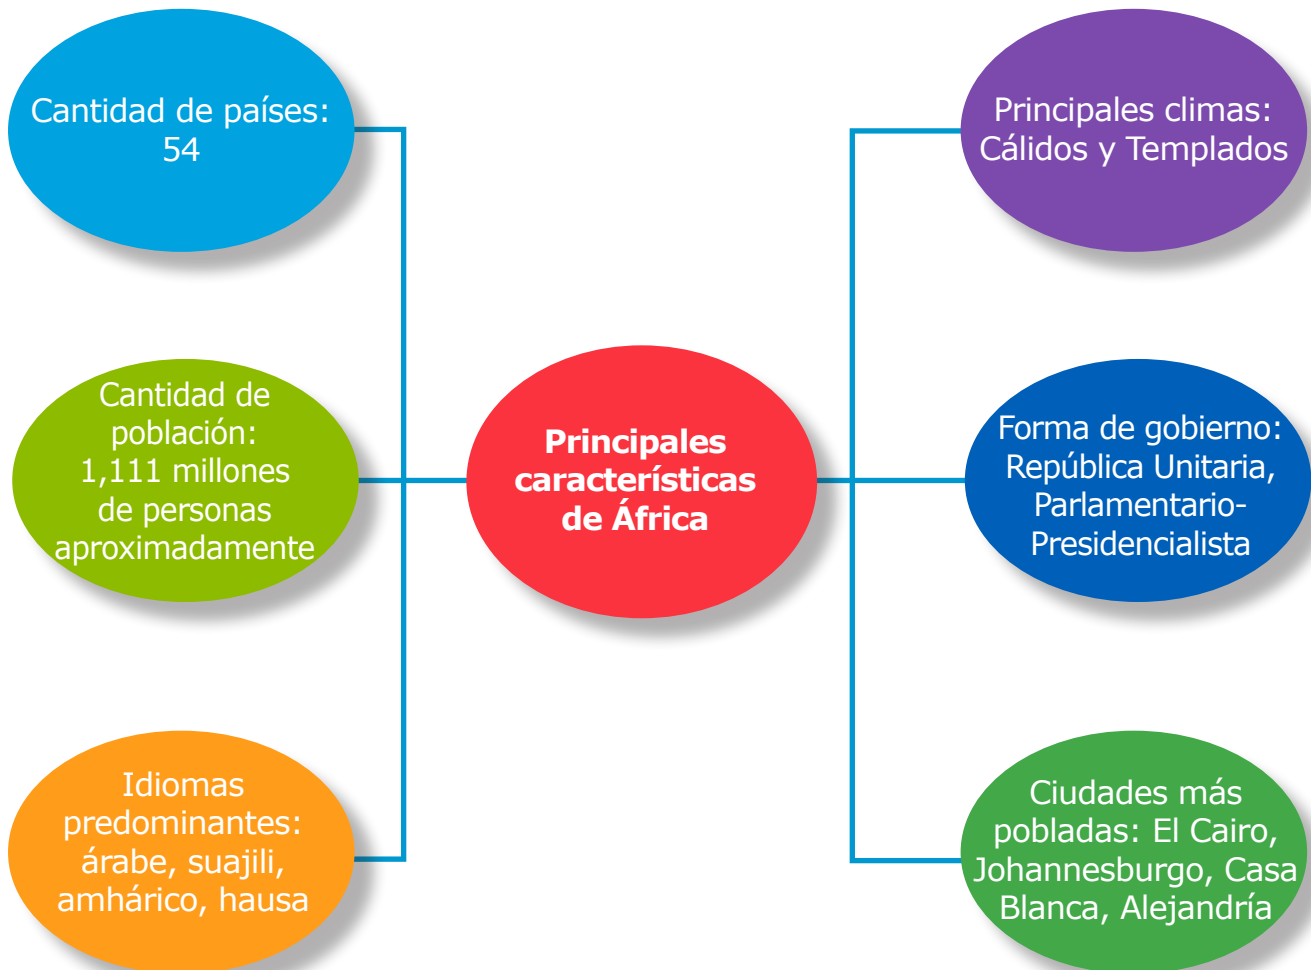 Cantidad de países:
54
Principales climas:
Cálidos y Templados
Cantidad de
población:
1,111 millones
de personas
aproximadamente
Principales
características
de África
Forma de gobierno:
República Unitaria,
Parlamentario-
Presidencialista
Idiomas
predominantes:
árabe, suajili,
amhárico, hausa
Ciudades más
pobladas: El Cairo,
Johannesburgo, Casa
Blanca, Alejandría